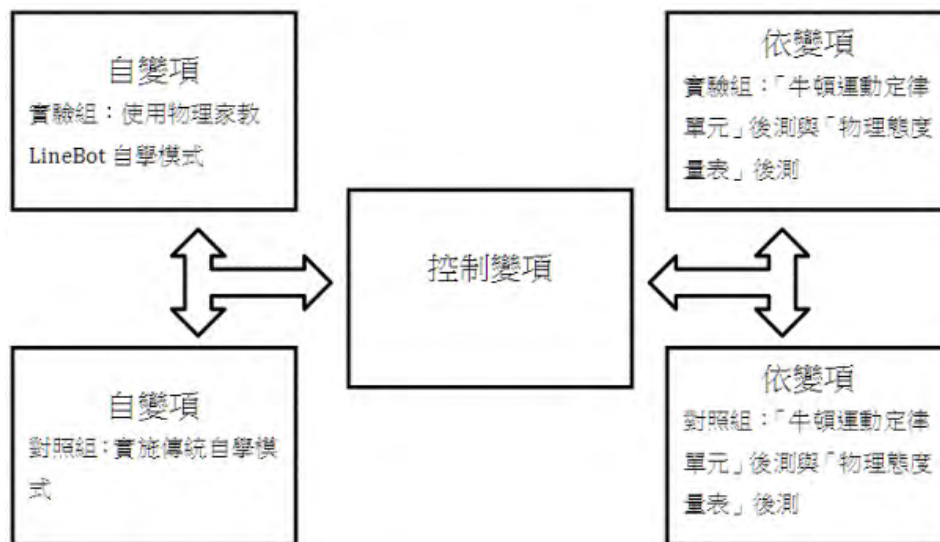 自變項
實驗組：使用物理家教
LineBot 自學模式
依變項
實驗組：「牛頓運動定律
單元」後測與「物理態度
量表」後測
控制變項
自變項
對照組：實施傳統自學模
式
依變項
對照組：「牛頓運動定律
單元」後測與「物理態度
量表」後測